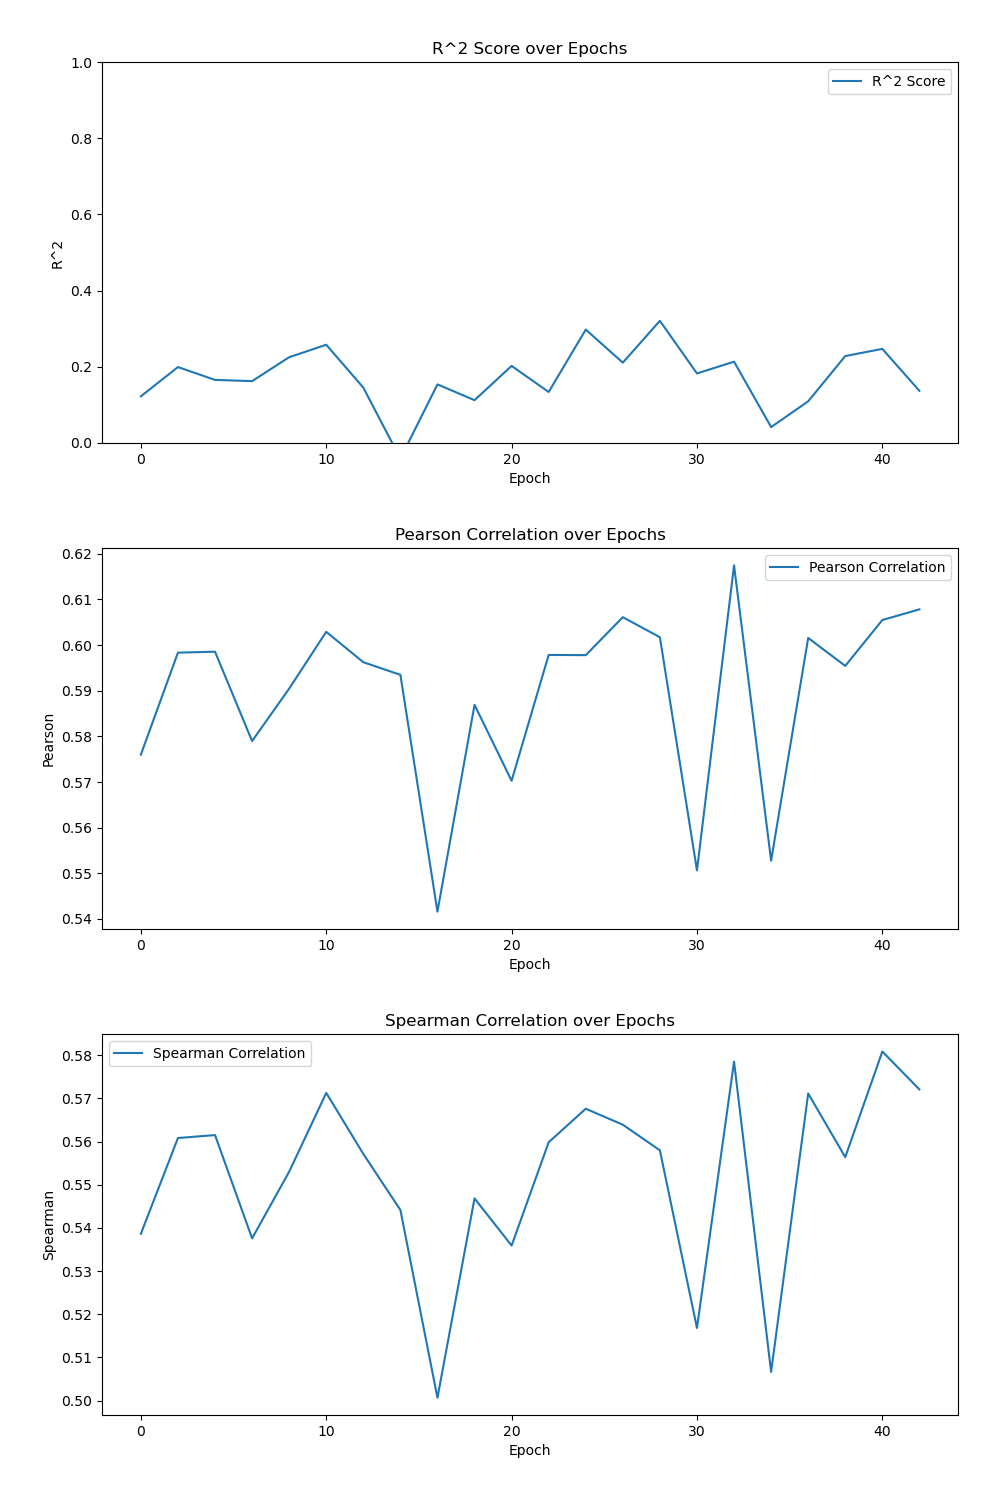 R^2 Score over Epochs
1.0
R^2 Score
0.8
0.6
R^2
0.4
0.2
0.0
0 10 20 30 40
Epoch
Pearson Correlation over Epochs
0.62
Pearson Correlation
0.61
0.60
0.59
0.58
Pearson
0.57
0.56
0.55
0.54
0 10 20 30 40
Epoch
Spearman Correlation over Epochs
Spearman Correlation
0.58
0.57
0.56
0.55
0.54
Spearman
0.53
0.52
0.51
0.50
0 10 20 30 40
Epoch